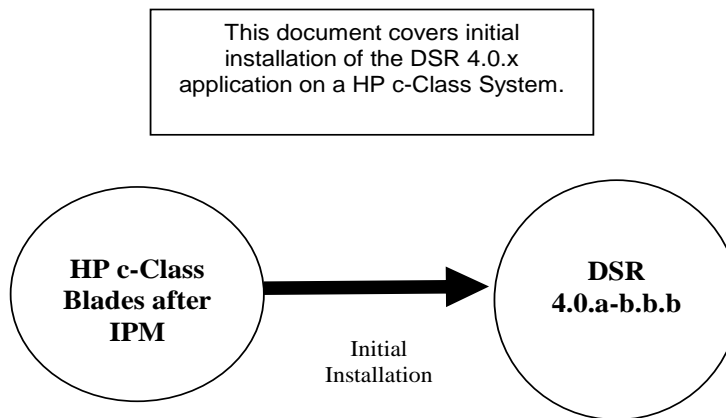 This document covers initial
installation of the DSR 4.0.x
application on a HP c-Class System.
HP c-Class
Blades after
IPM
Initial
Installation
DSR
4.0.a-b.b.b